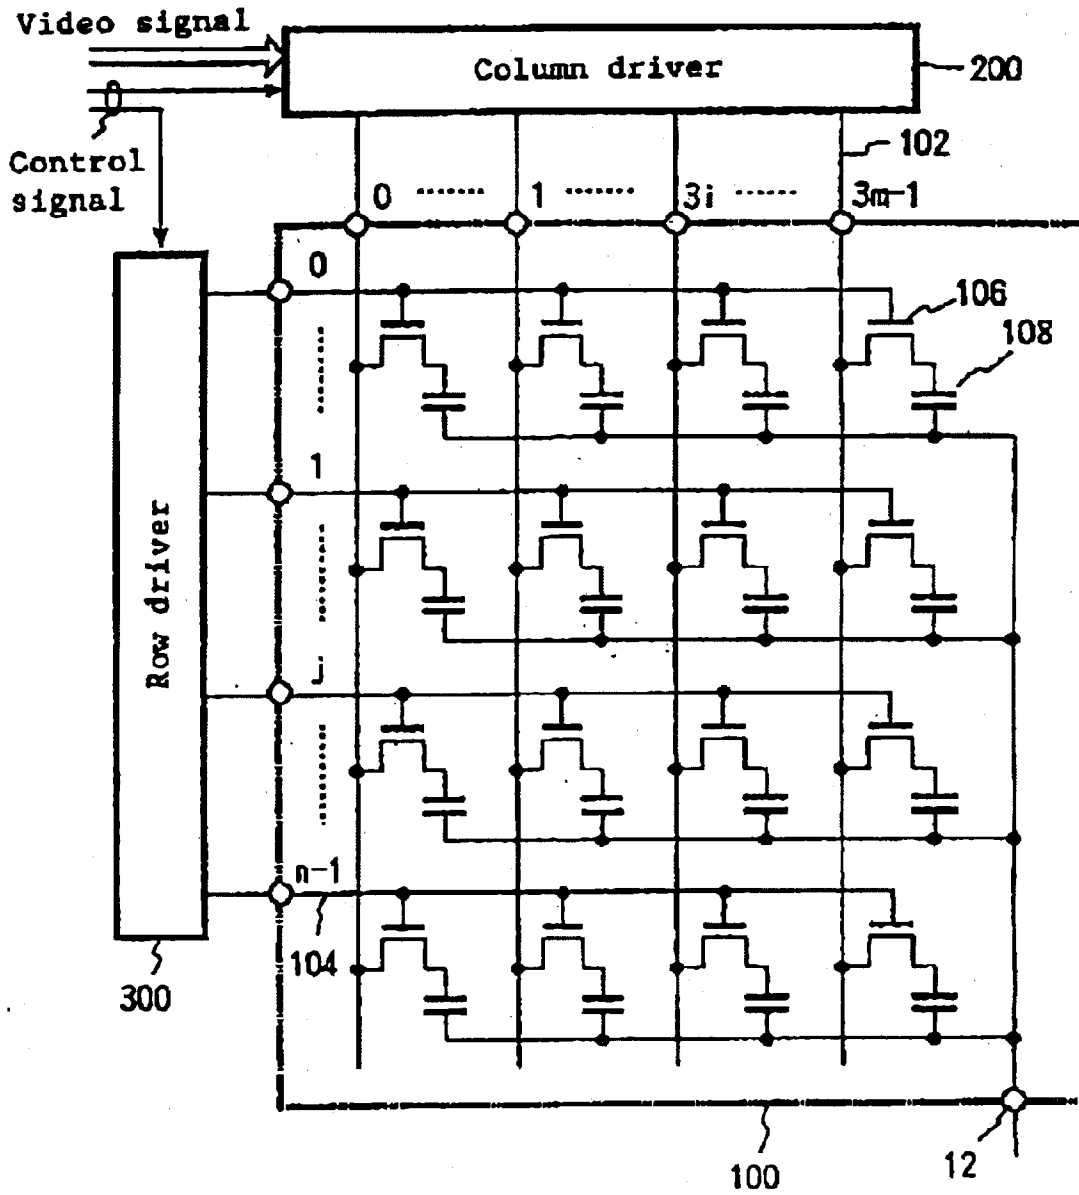 Video signal
Column driver
200
Control
signal
102
0 ........ 1 ........ 3i ........ 3m-1
0
106
108
1
Row driver
j
n-1
104
300
12
100